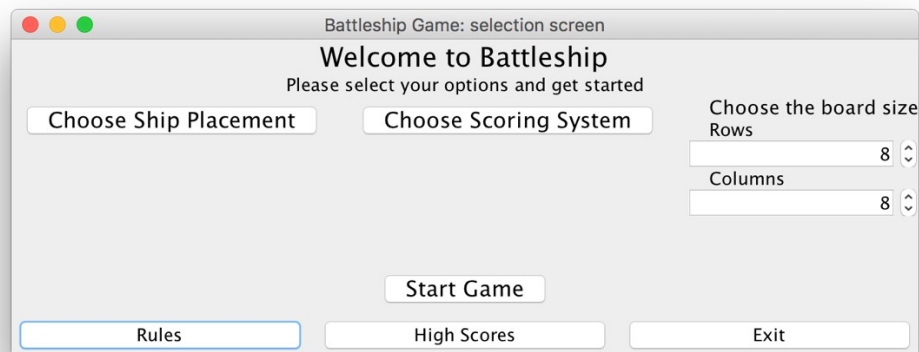 Battleship Game: selection screen
Welcome to Battleship
Please select your options and get started
Choose Ship Placement
Choose Scoring System
Choose the board size
Rows
8
Columns
8
Start Game
Rules
High Scores
Exit